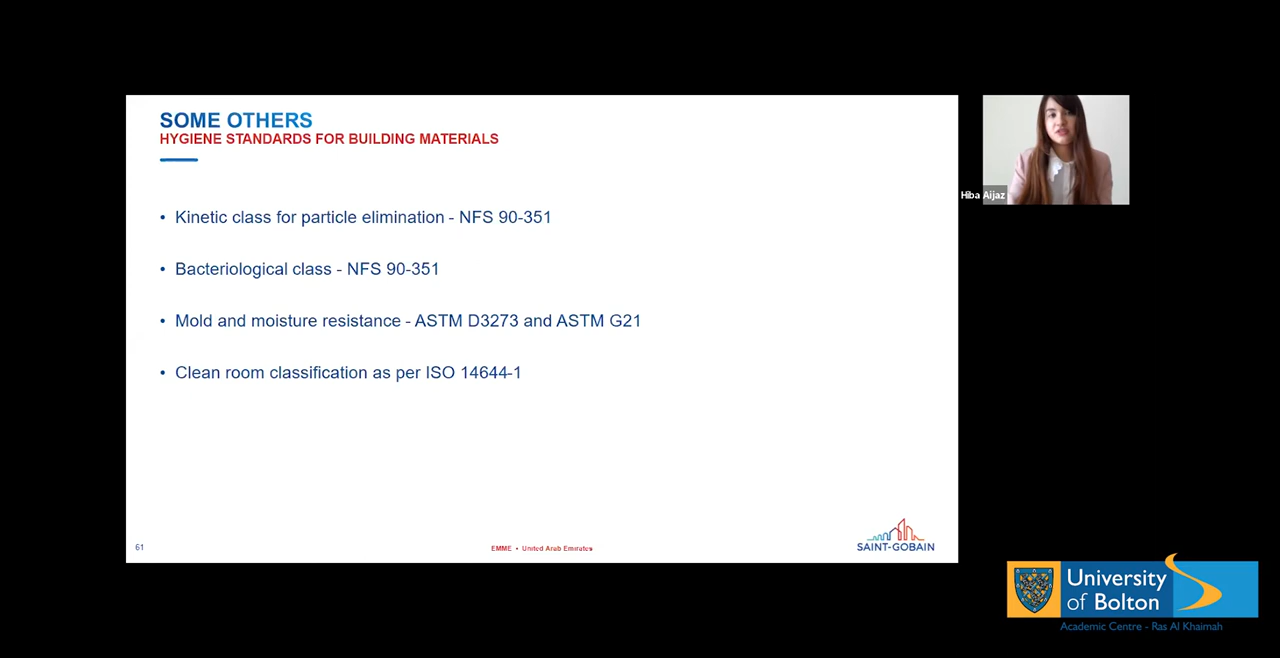 SOME OTHERS
HYGIENE STANDARDS FOR BUILDING MATERIALS
• Kinetic class for particle elimination - NFS 90-351
• Bacteriological class - NFS 90-351
• Mold and moisture resistance - ASTM D3273 and ASTM G21
• Clean room classification as per ISO 14644-1
61
EMME • United Arab Emirates
SAINT-GOBAIN
Hiba Aijaz
University
of Bolton
Academic Centre - Ras Al Khaimah